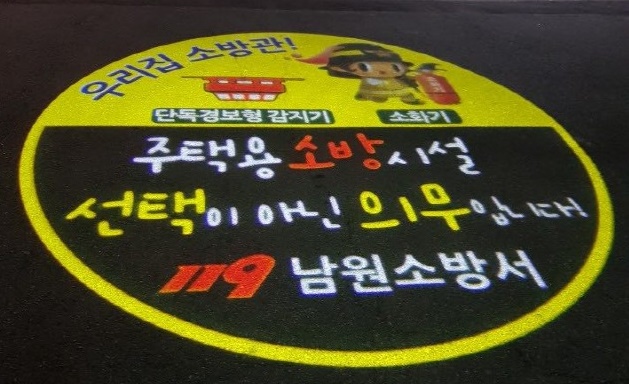 우리집 소방관!
단독경보형 감지기 소화기
주택용 소방시설
선택이 아닌 의무입니다!
119 남원소방서